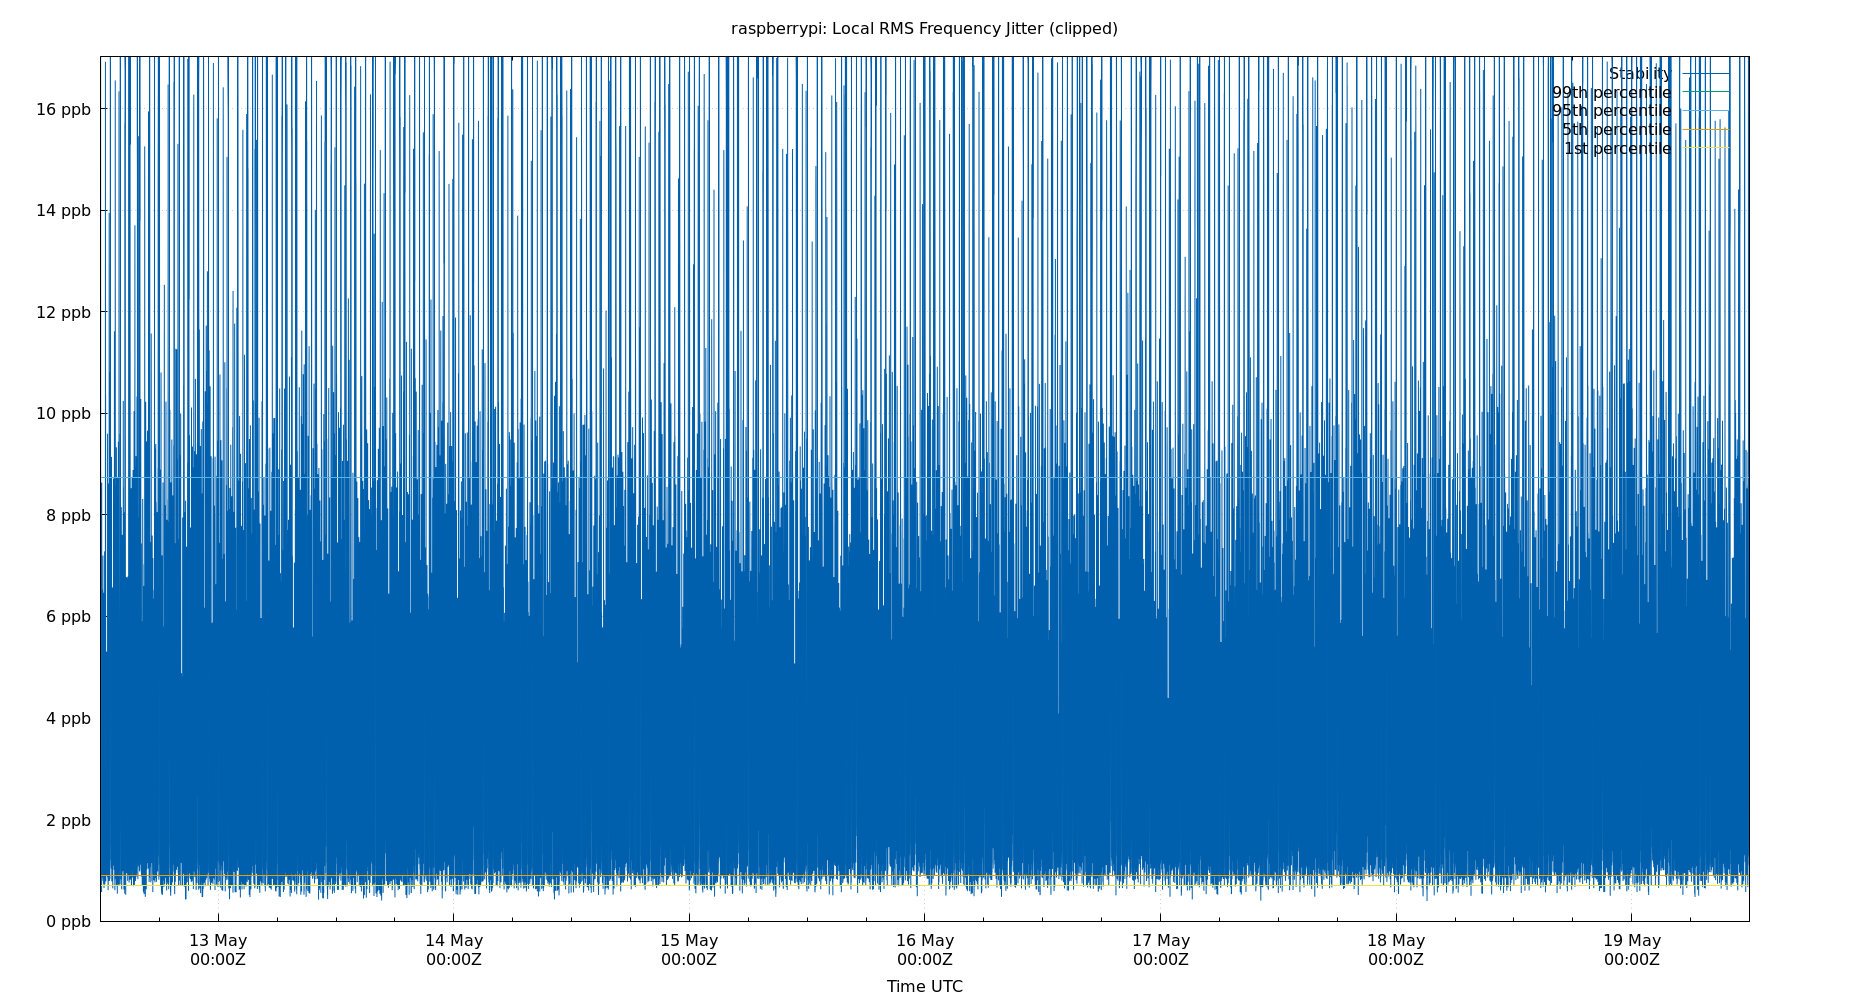 raspberrypi: Local RMS Frequency Jitter (clipped)
Stability
99th percentile
95th percentile
5th percentile
1st percentile
16 ppb
14 ppb
12 ppb
10 ppb
8 ppb
6 ppb
4 ppb
2 ppb
0 ppb
13 May 14 May 15 May 16 May 17 May 18 May 19 May
00:00Z 00:00Z 00:00Z 00:00Z 00:00Z 00:00Z 00:00Z
Time UTC